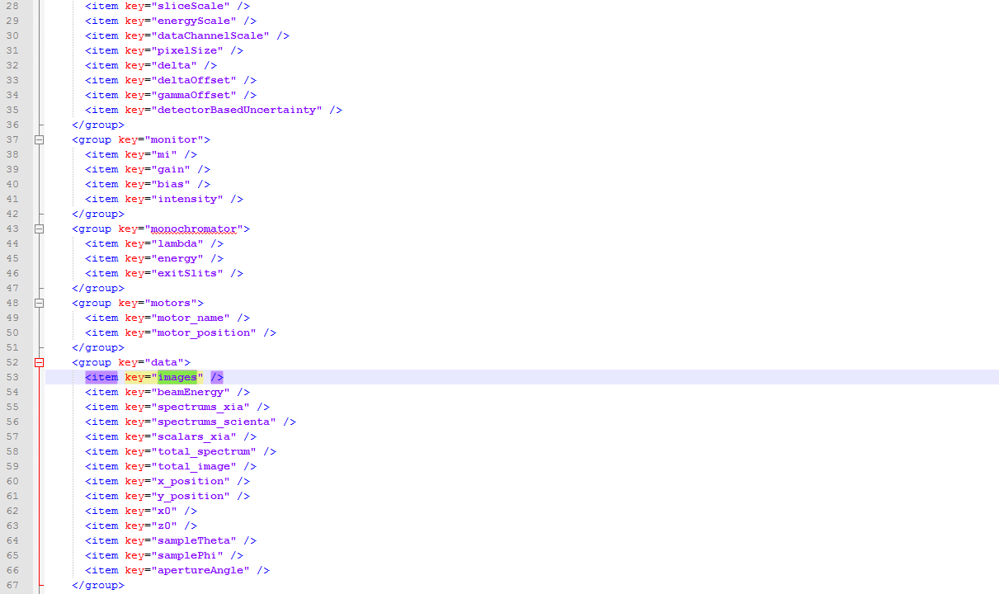 28 <item key="sliceScale" />
29 <item key="energyScale" />
30 <item key="dataChannelScale" />
31 <item key="pixelSize" />
32 <item key="delta" />
33 <item key="deltaOffset" />
34 <item key="gammaOffset" />
35 <item key="detectorBasedUncertainty" />
36 </group>
37 <group key="monitor">
38 <item key="mi" />
39 <item key="gain" />
40 <item key="bias" />
41 <item key="intensity" />
42 </group>
43 <group key="monochromator">
44 <item key="lambda" />
45 <item key="energy" />
46 <item key="exitSlits" />
47 </group>
48 <group key="motors">
49 <item key="motor_name" />
50 <item key="motor_position" />
51 </group>
52 <group key="data">
53 <item key="images" />
54 <item key="beamEnergy" />
55 <item key="spectrums_xia" />
56 <item key="spectrums_scienta" />
57 <item key="scalars_xia" />
58 <item key="total_spectrum" />
59 <item key="total_image" />
60 <item key="x_position" />
61 <item key="y_position" />
62 <item key="x0" />
63 <item key="z0" />
64 <item key="sampleTheta" />
65 <item key="samplePhi" />
66 <item key="apertureAngle" />
67 </group>